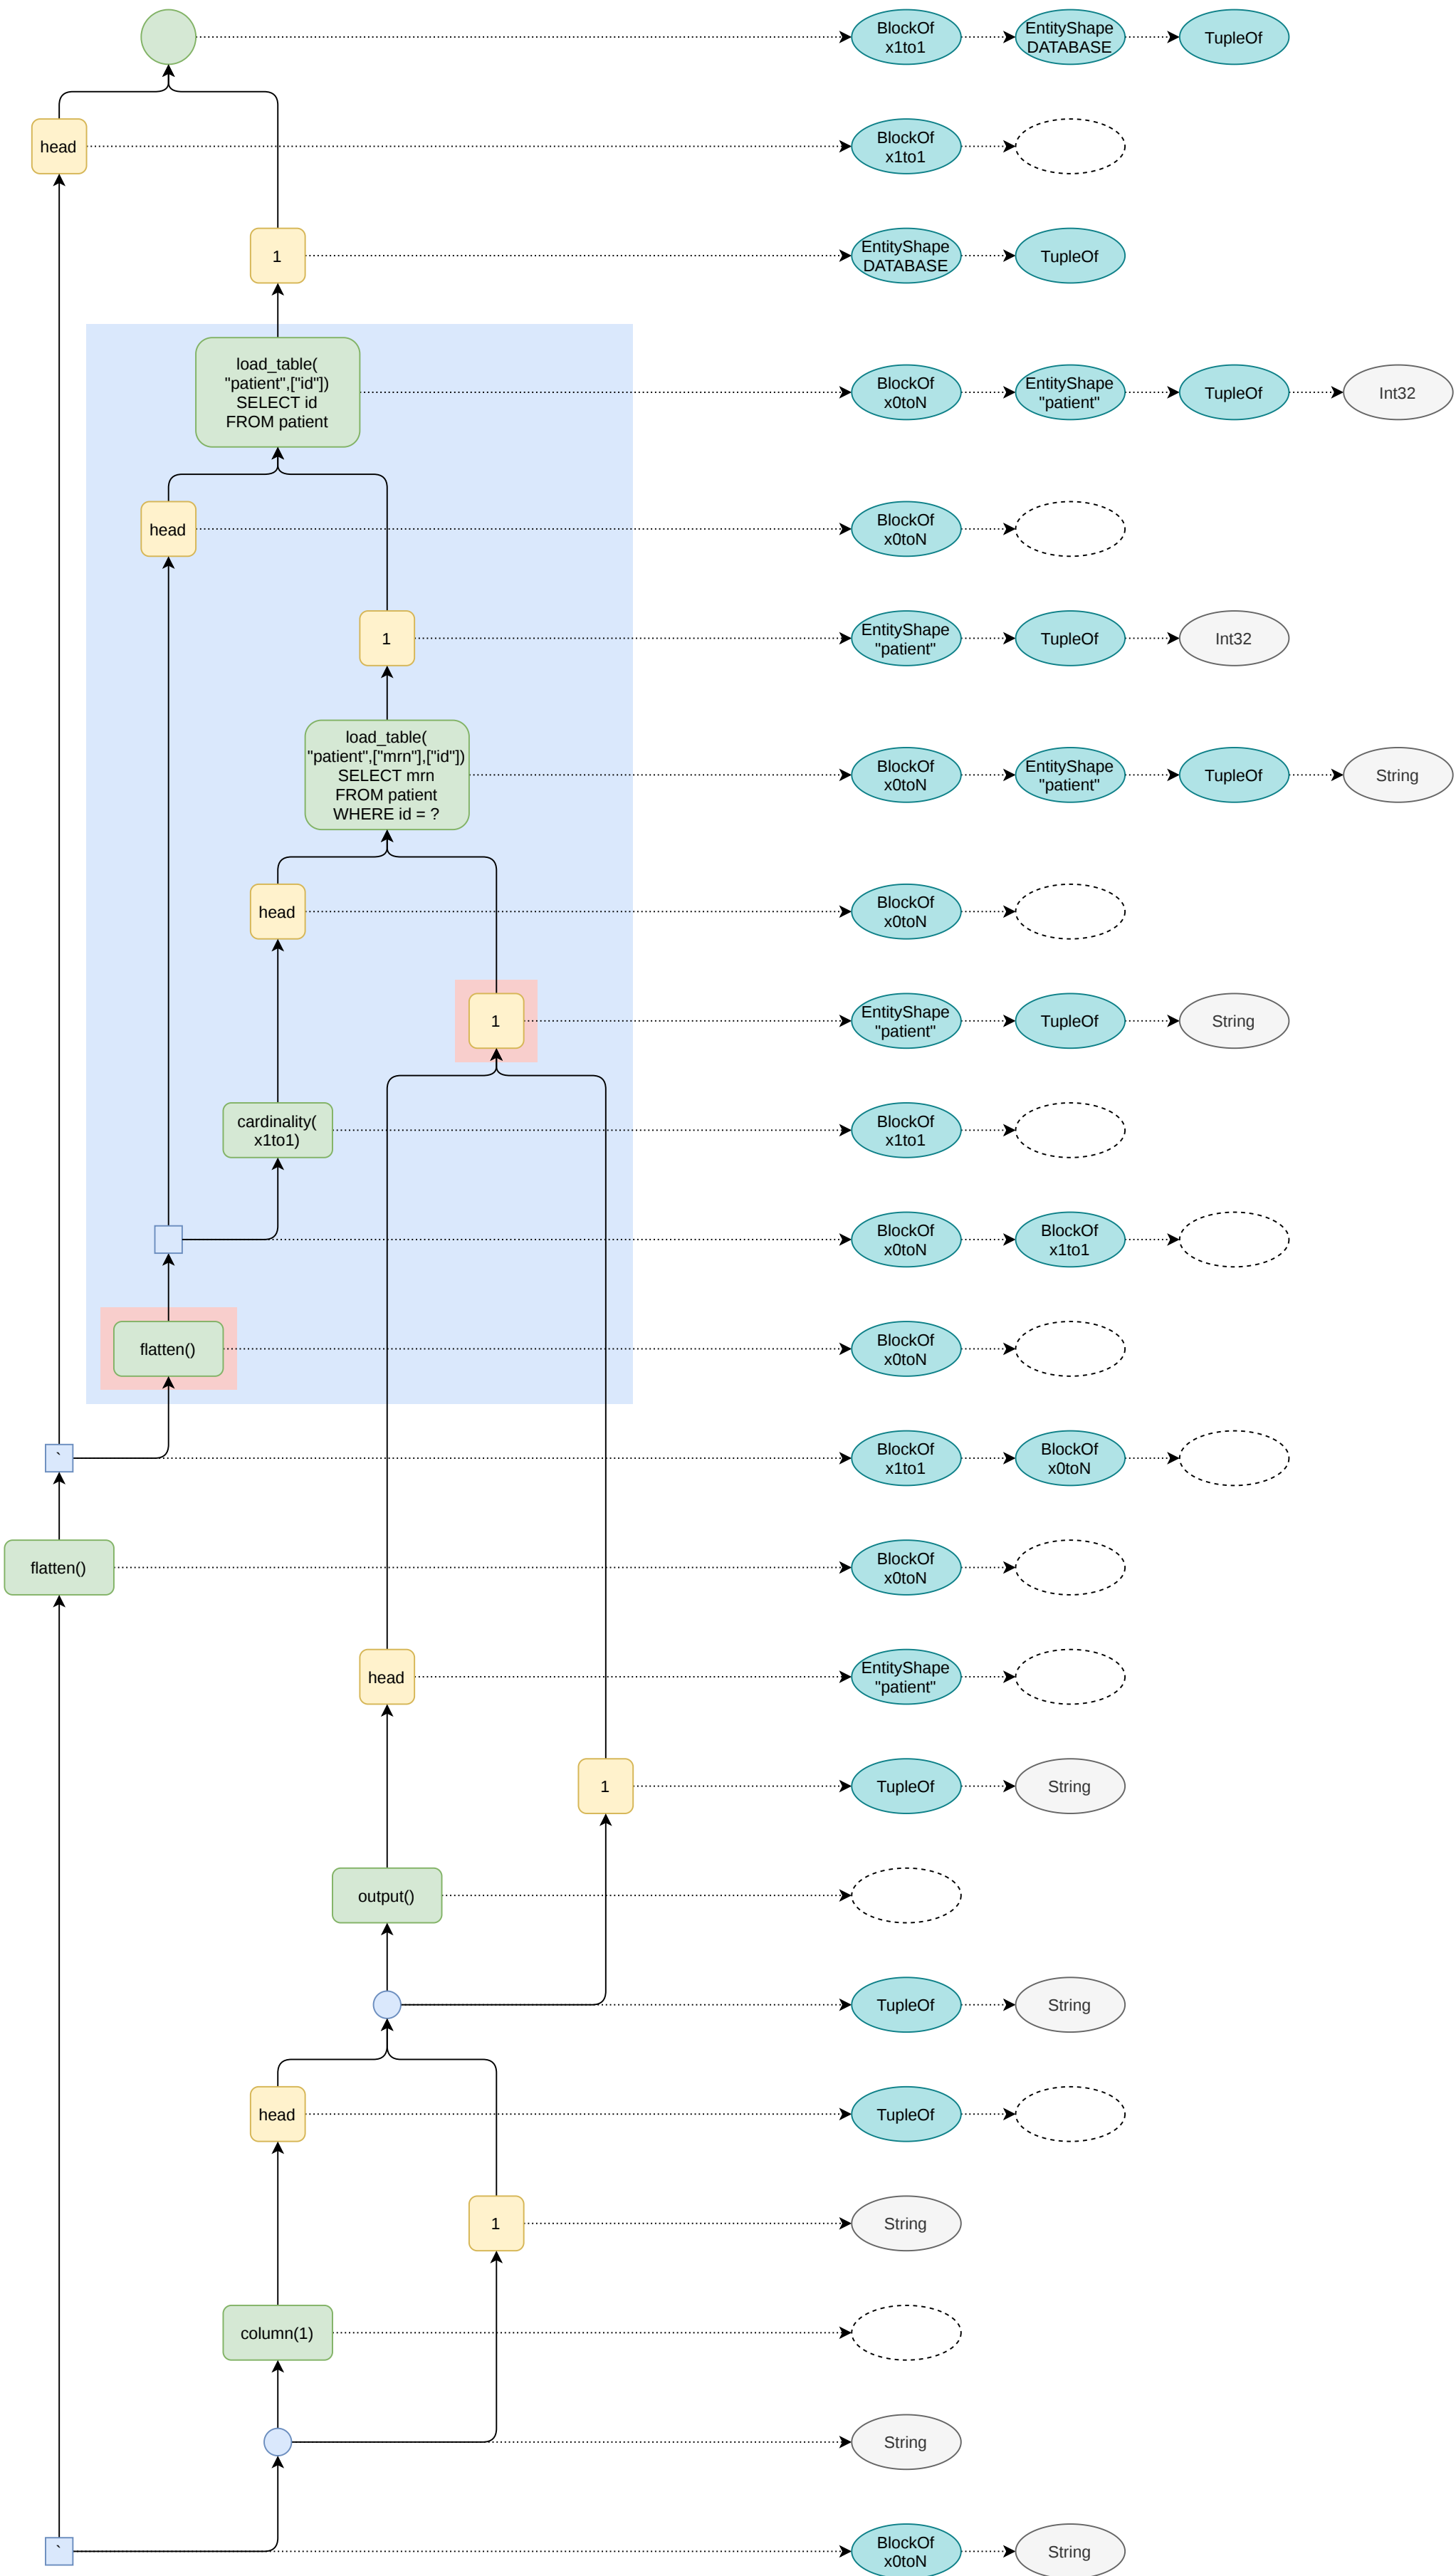 BlockOf
x1to1
EntityShape
DATABASE
TupleOf
head
BlockOf
x1to1
1
EntityShape
DATABASE
TupleOf
load_table(
"patient",["id"])
SELECT id
FROM patient
BlockOf
x0toN
EntityShape
"patient"
TupleOf
Int32
head
BlockOf
x0toN
1
EntityShape
"patient"
TupleOf
Int32
load_table(
"patient",["mrn"],["id"])
SELECT mrn
FROM patient
WHERE id = ?
BlockOf
x0toN
EntityShape
"patient"
TupleOf
String
head
BlockOf
x0toN
1
EntityShape
"patient"
TupleOf
String
cardinality(
x1to1)
BlockOf
x1to1
BlockOf
x0toN
BlockOf
x1to1
flatten()
BlockOf
x0toN
`
BlockOf
x1to1
BlockOf
x0toN
flatten()
BlockOf
x0toN
head
EntityShape
"patient"
1
TupleOf
String
output()
TupleOf
String
head
TupleOf
1
String
column(1)
String
`
BlockOf
x0toN
String